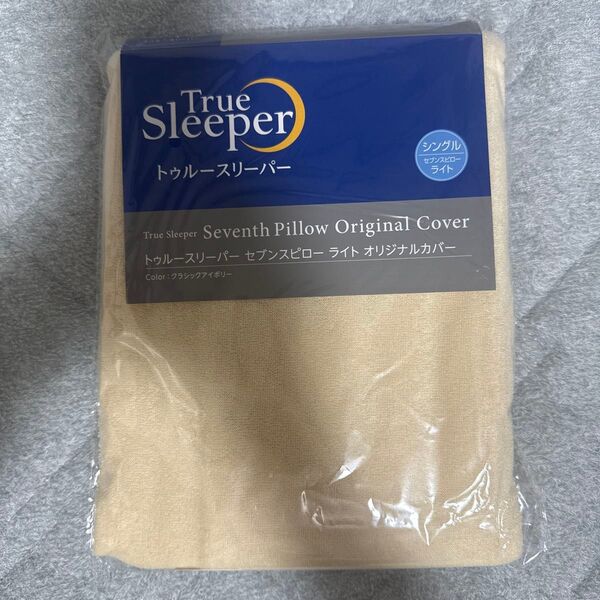 True
Sleeper
トゥルースリーパー
シングル
セブンスピロー
ライト
True Sleeper Seventh Pillow Original Cover
トゥルースリーパー セブンスピロー ライト オリジナルカバー
Color：クラシックアイボリー